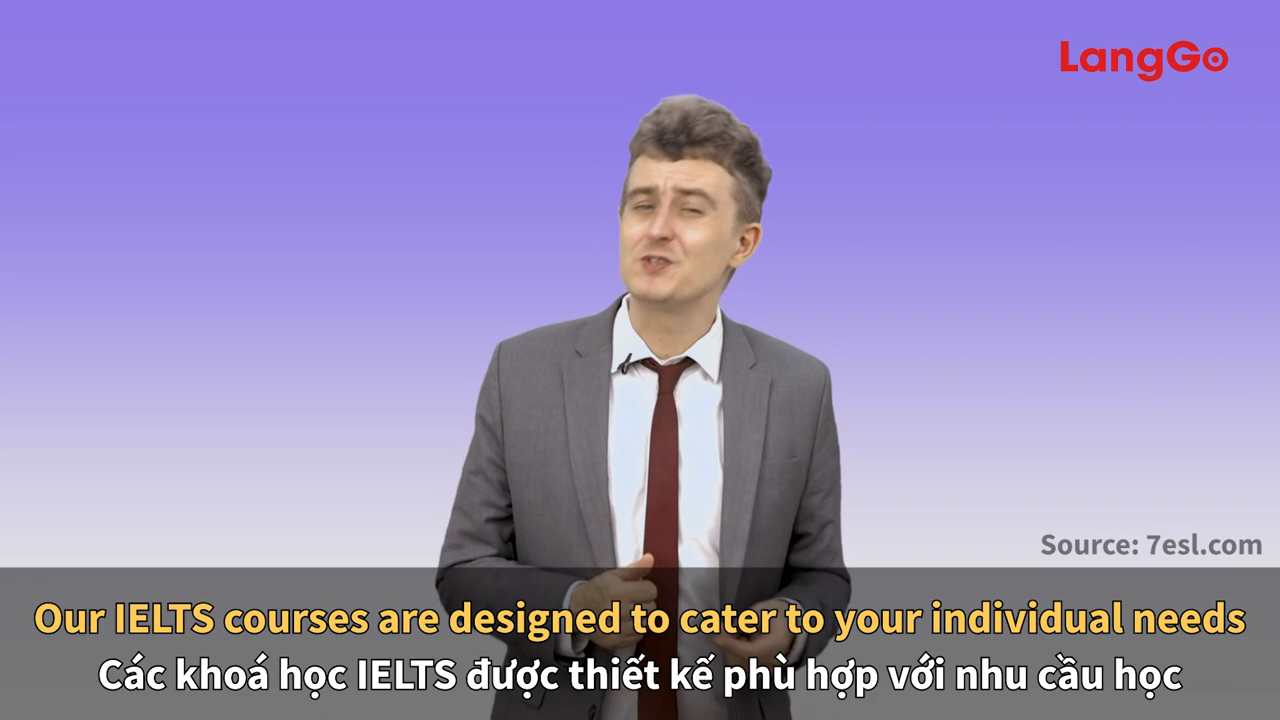 LangGo
Source: 7esl.com
Our IELTS courses are designed to cater to your individual needs
Các khoá học IELTS được thiết kế phù hợp với nhu cầu học